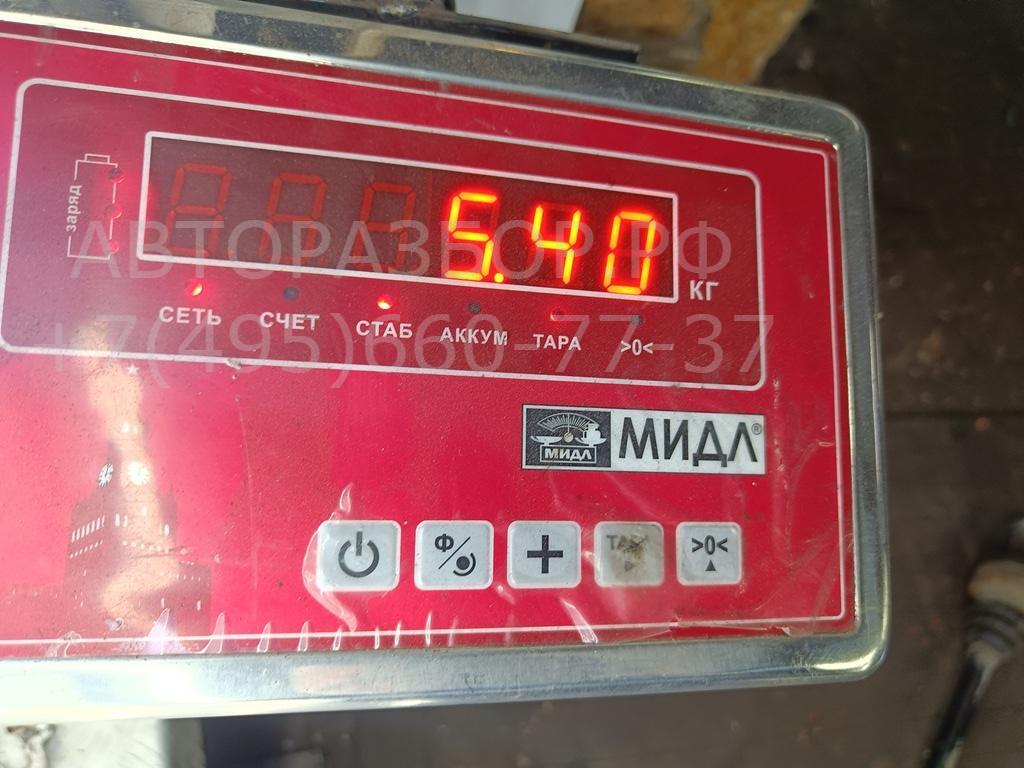 заряд
5.40
КГ
СЕТЬ СЧЕТ СТАБ АККУМ ТАРА >0<
АВТОРАЗБОР.РФ
+7(495)660-77-37
МИДЛ МИДЛ®
Ф/ + ТАРА >0<